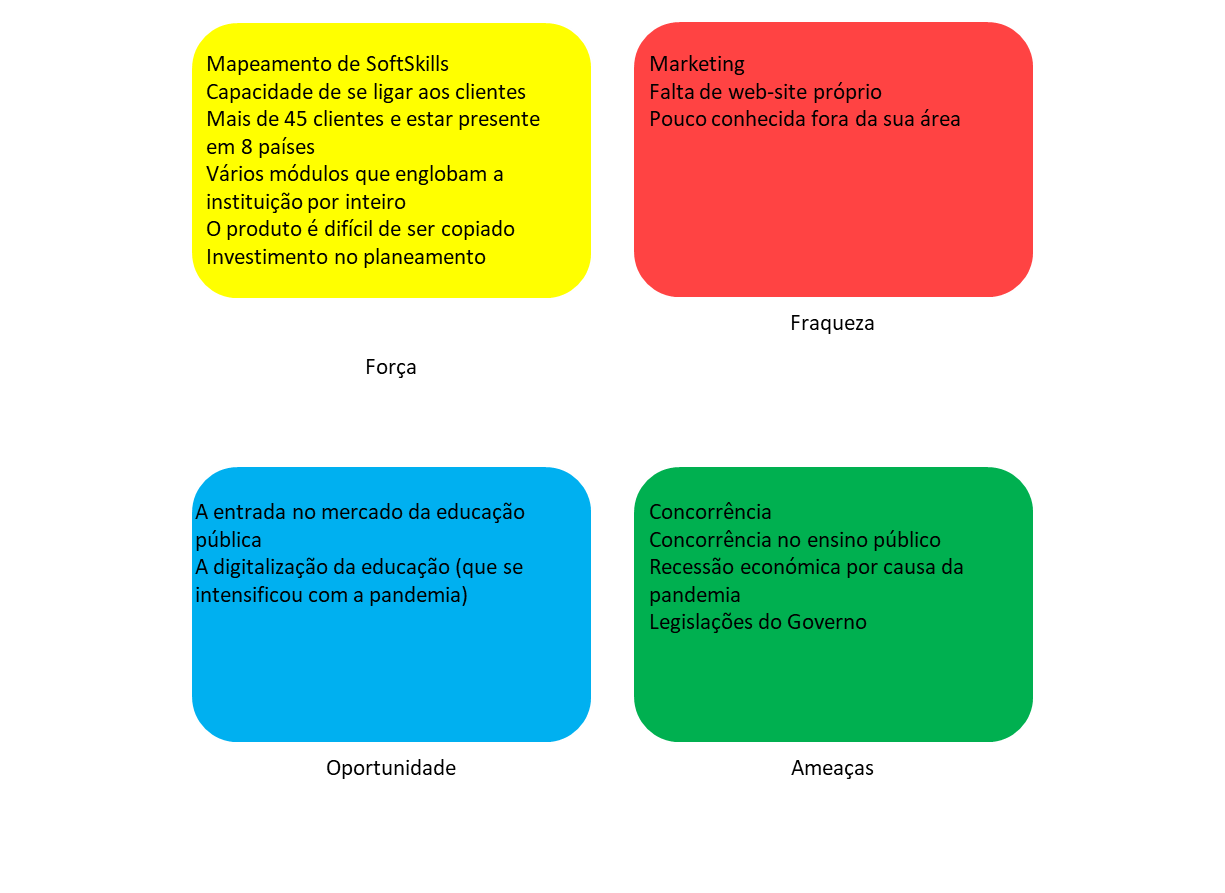 Mapeamento de SoftSkills
Capacidade de se ligar aos clientes
Mais de 45 clientes e estar presente
em 8 países
Vários módulos que englobam a
instituição por inteiro
O produto é difícil de ser copiado
Investimento no planeamento
Força
Marketing
Falta de web-site próprio
Pouco conhecida fora da sua área
Fraqueza
A entrada no mercado da educação
pública
A digitalização da educação (que se
intensificou com a pandemia)
Oportunidade
Concorrência
Concorrência no ensino público
Recessão económica por causa da
pandemia
Legislações do Governo
Ameaças